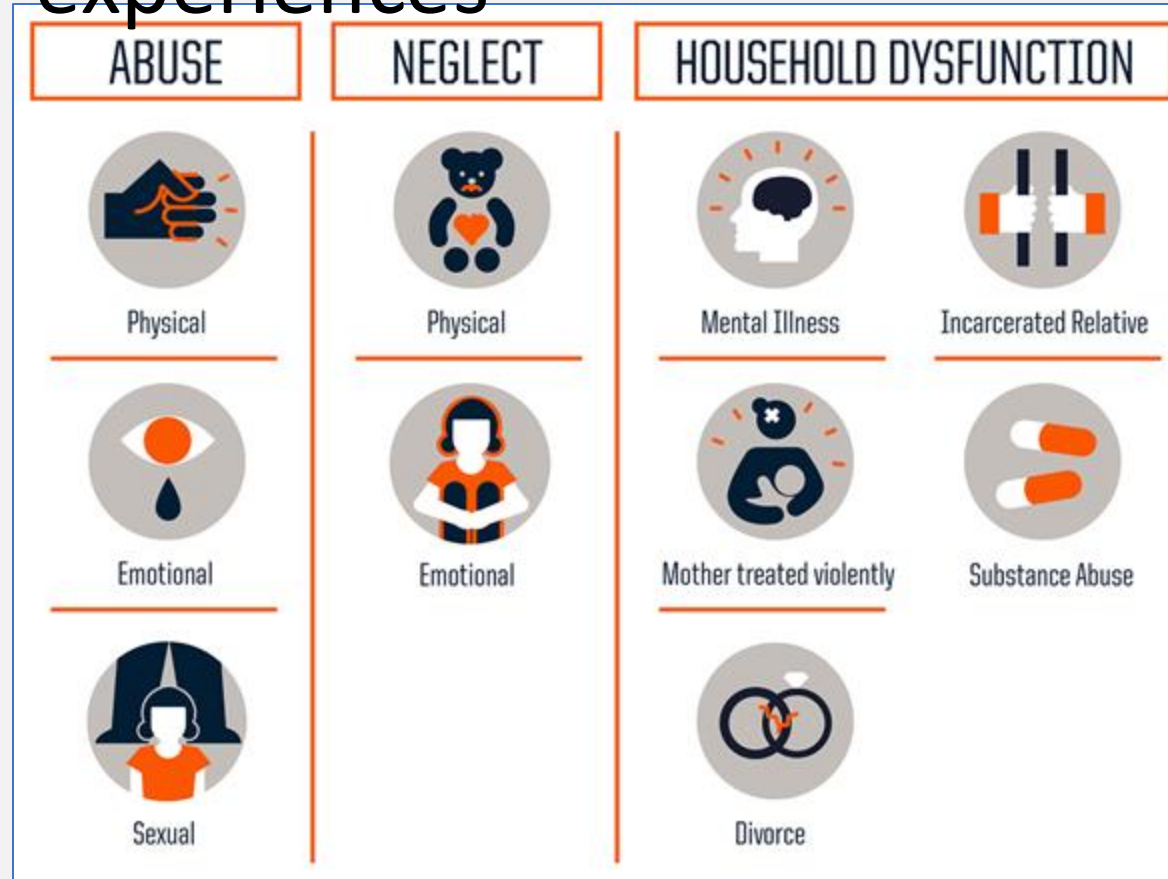 experiences
ABUSE
NEGLECT
HOUSEHOLD DYSFUNCTION
Physical
Physical
Mental Illness
Incarcerated Relative
Emotional
Emotional
Mother treated violently
Substance Abuse
Sexual
Divorce